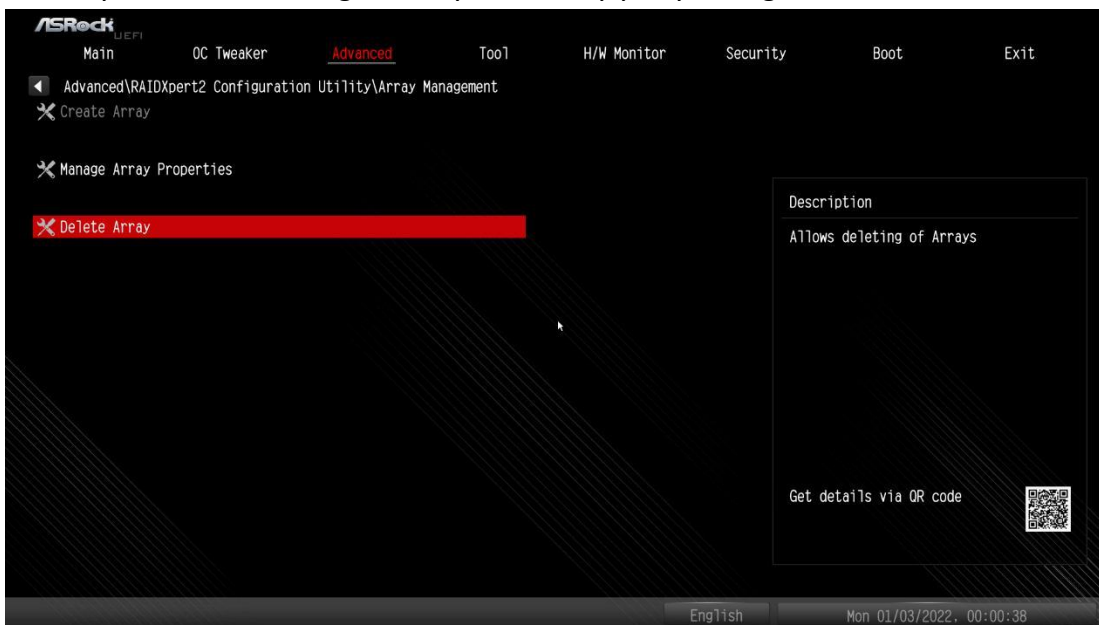 ASRock
UEFI
Main OC Tweaker Advanced Tool H/W Monitor Security Boot Exit
Advanced\RAIDXpert2 Configuration Utility\Array Management
Create Array
Manage Array Properties
Delete Array
Description
Allows deleting of Arrays
Get details via QR code
English Mon 01/03/2022. 00:00:38